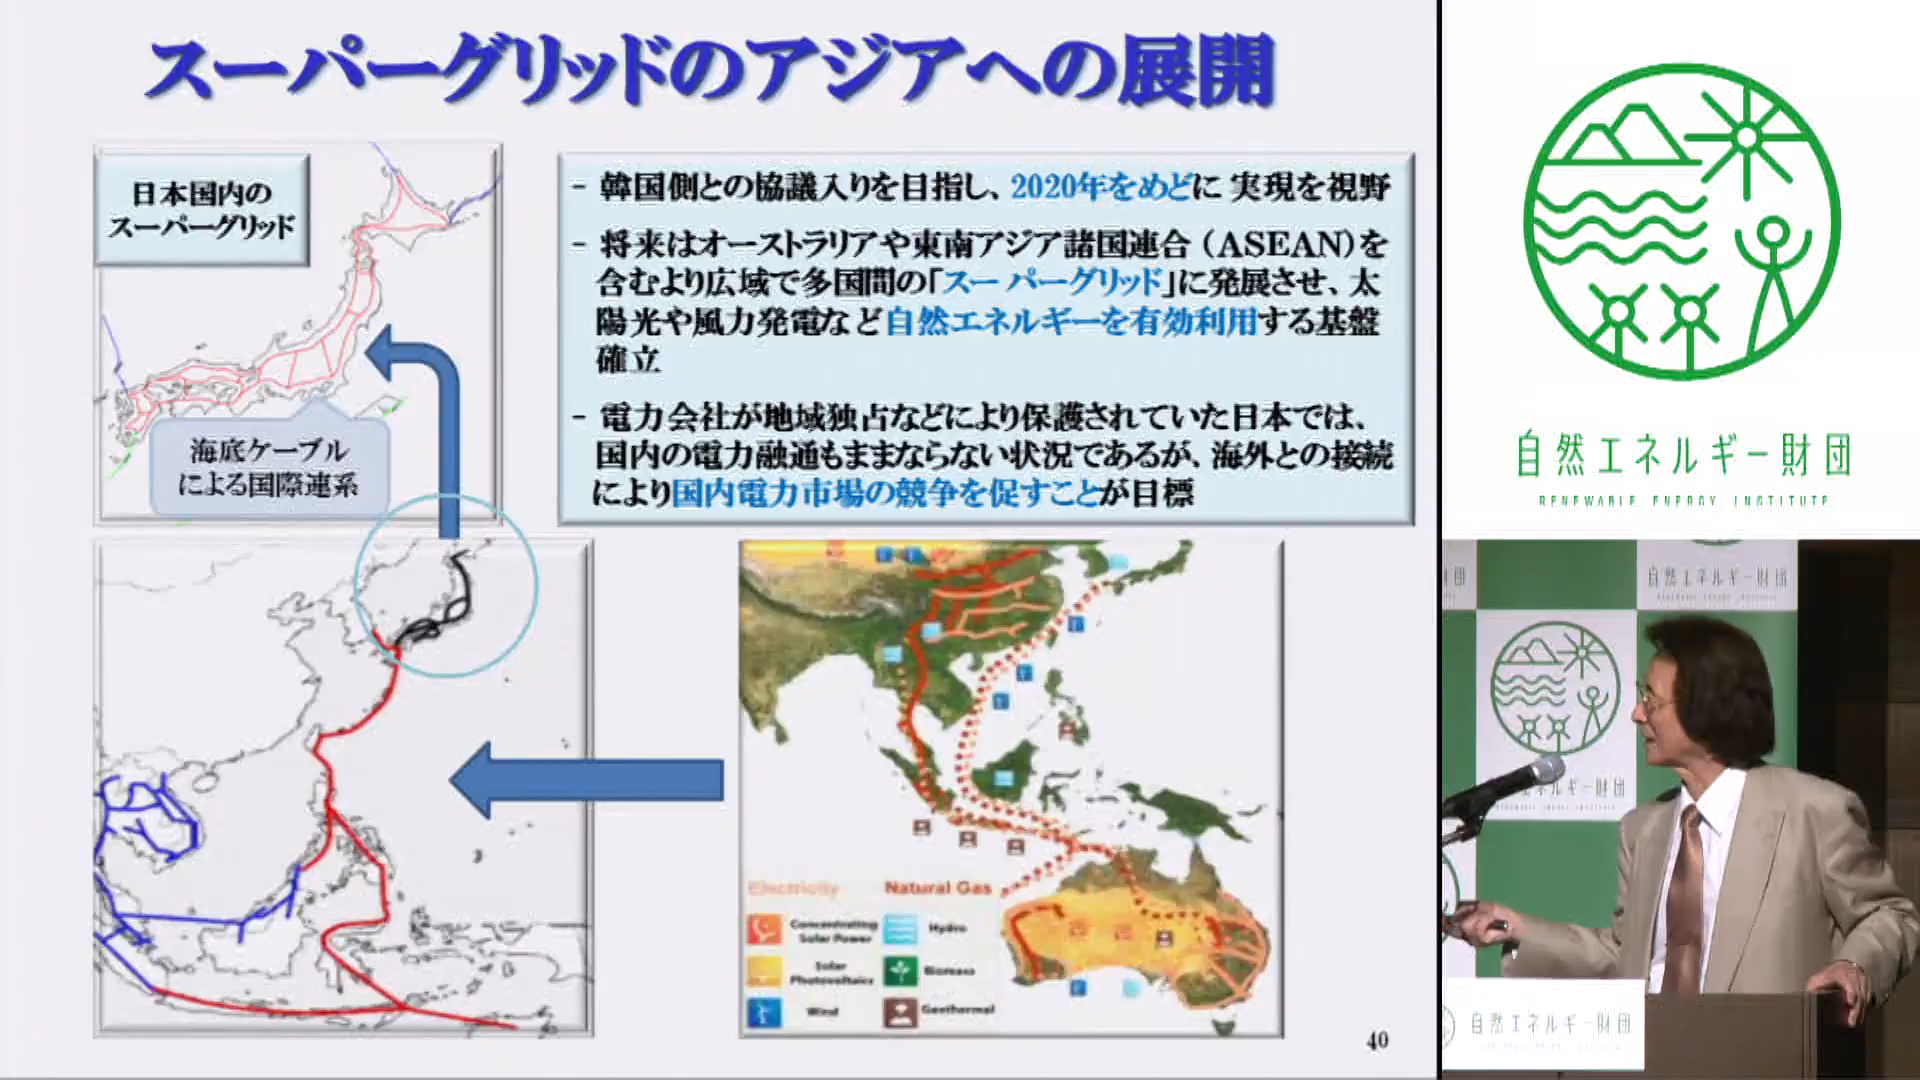 スーパーグリッドのアジアへの展開
日本国内の
スーパーグリッド
海底ケーブル
による国際連系
- 韓国側との協議入りを目指し、2020年をめどに 実現を視野
- 将来はオーストラリアや東南アジア諸国連合（ASEAN）を
含むより広域で多国間の「スー パーグリッド」に発展させ、太
陽光や風力発電など自然エネルギーを有効利用する基盤
確立
- 電力会社が地域独占などにより保護されていた日本では、
国内の電力融通もままならない状況であるが、海外との接続
により国内電力市場の競争を促すことが目標
Electricity
Natural Gas
Concentrating
Solar Power
Hydro
Solar
Photovoltaics
Biomass
Wind
Geothermal
40
自然エネルギー財団
RENEWABLE ENERGY INSTITUTE
自然エネルギー財団
自然エネルギー財団